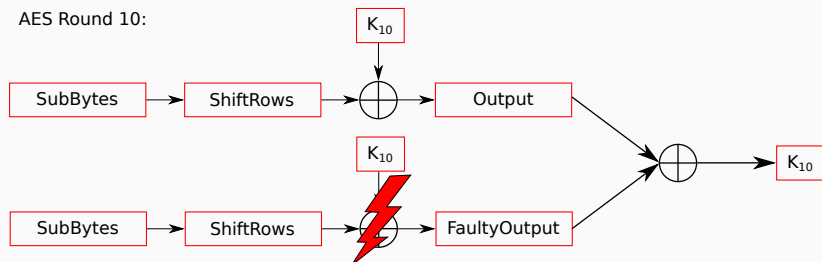 AES Round 10:
K₁₀
SubBytes
ShiftRows
Output
K₁₀
K₁₀
SubBytes
ShiftRows
FaultyOutput